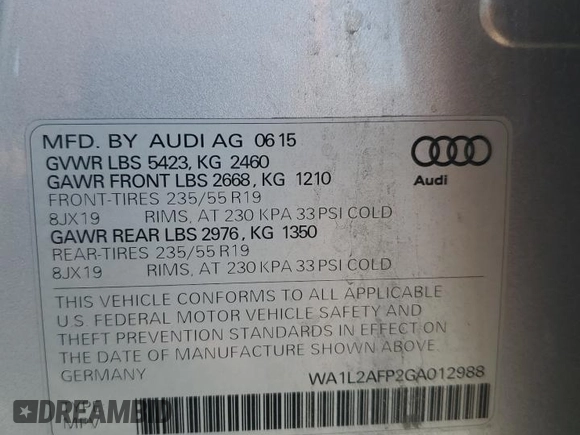 MFD. BY AUDI AG 06 15
GVWR LBS 5423, KG 2460
GAWR FRONT LBS 2668, KG 1210
FRONT-TIRES 235/55 R19
8JX19 RIMS, AT 230 KPA 33 PSI COLD
GAWR REAR LBS 2976, KG 1350
REAR-TIRES 235/55 R19
8JX19 RIMS, AT 230 KPA 33 PSI COLD
Audi
THIS VEHICLE CONFORMS TO ALL APPLICABLE
U.S. FEDERAL MOTOR VEHICLE SAFETY AND
THEFT PREVENTION STANDARDS IN EFFECT ON
THE DATE OF MANUFACTURE SHOWN ABOVE.
GERMANY WA1L2AFP2GA012988
MPV
DREAMBID